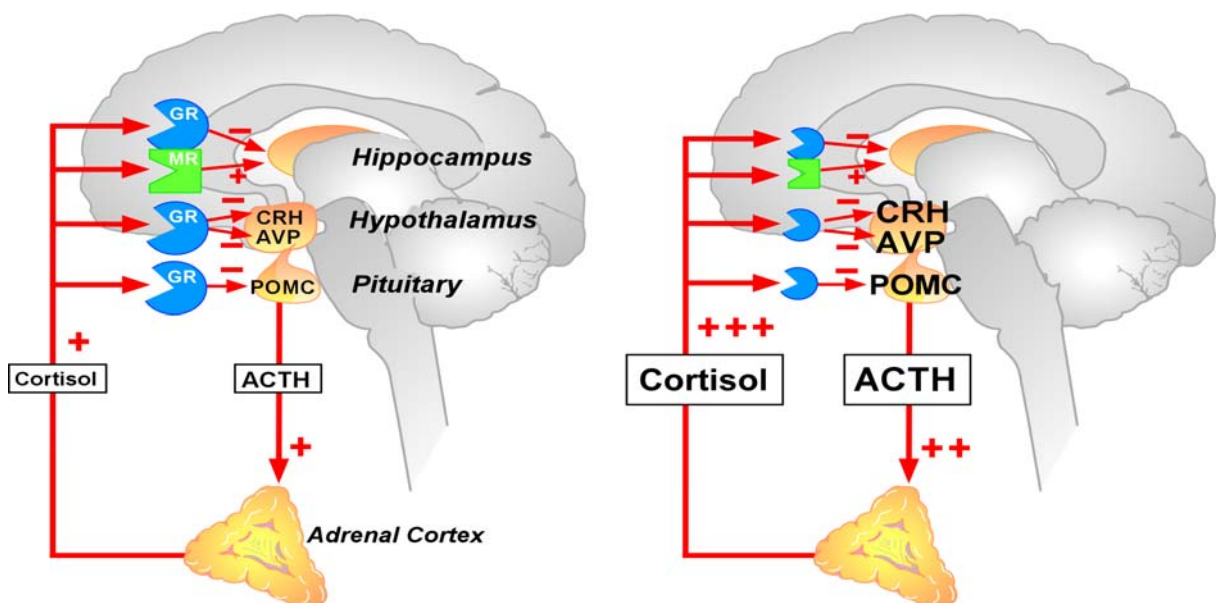 GR
−
MR
+
Hippocampus
GR
−
−
CRH
AVP
Hypothalamus
GR
−
POMC
Pituitary
+
Cortisol
ACTH
+
Adrenal Cortex
−
+
−
−
CRH
AVP
−
POMC
+++
Cortisol
ACTH
++